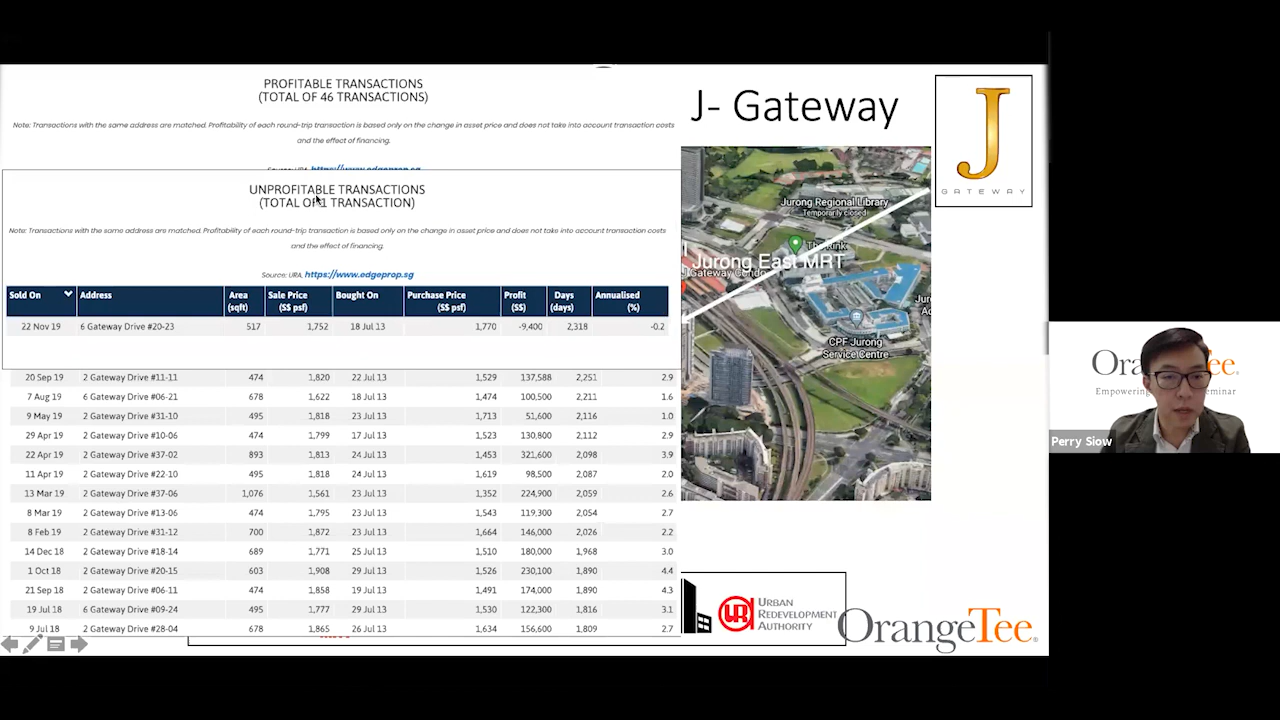 PROFITABLE TRANSACTIONS
(TOTAL OF 46 TRANSACTIONS)
Note: Transactions with the same address are matched. Profitability of each round-trip transaction is based only on the change in asset price and does not take into account transaction costs
and the effect of financing.
Source: URA, https://www.edgeprop.sg
UNPROFITABLE TRANSACTIONS
(TOTAL OF 1 TRANSACTION)
Note: Transactions with the same address are matched. Profitability of each round-trip transaction is based only on the change in asset price and does not take into account transaction costs
and the effect of financing.
Source: URA, https://www.edgeprop.sg
Sold On Address Area (sqft) Sale Price (S$ psf) Bought On Purchase Price (S$ psf) Profit (S$) Days (days) Annualised (%)
22 Nov 19 6 Gateway Drive #20-23 517 1,752 18 Jul 13 1,770 -9,400 2,318 -0.2
20 Sep 19 2 Gateway Drive #11-11 474 1,820 22 Jul 13 1,529 137,588 2,251 2.9
7 Aug 19 6 Gateway Drive #06-21 678 1,622 18 Jul 13 1,474 100,500 2,211 1.6
9 May 19 2 Gateway Drive #31-10 495 1,818 23 Jul 13 1,713 51,600 2,116 1.0
29 Apr 19 2 Gateway Drive #10-06 474 1,799 17 Jul 13 1,523 130,800 2,112 2.9
22 Apr 19 2 Gateway Drive #37-02 893 1,813 24 Jul 13 1,453 321,600 2,098 3.9
11 Apr 19 2 Gateway Drive #22-10 495 1,818 24 Jul 13 1,619 98,500 2,087 2.0
13 Mar 19 2 Gateway Drive #37-06 1,076 1,561 23 Jul 13 1,352 224,900 2,059 2.6
8 Mar 19 2 Gateway Drive #13-06 474 1,795 23 Jul 13 1,543 119,300 2,054 2.7
8 Feb 19 2 Gateway Drive #31-12 700 1,872 23 Jul 13 1,664 146,000 2,026 2.2
14 Dec 18 2 Gateway Drive #18-14 689 1,771 25 Jul 13 1,510 180,000 1,968 3.0
1 Oct 18 2 Gateway Drive #20-15 603 1,908 29 Jul 13 1,526 230,100 1,890 4.4
21 Sep 18 2 Gateway Drive #06-11 474 1,858 19 Jul 13 1,491 174,000 1,890 4.3
19 Jul 18 6 Gateway Drive #09-24 495 1,777 29 Jul 13 1,530 122,300 1,816 3.1
9 Jul 18 2 Gateway Drive #28-04 678 1,865 26 Jul 13 1,634 156,600 1,809 2.7
J- Gateway
J
GATEWAY
Jurong Regional Library
Temporarily closed
The Rink
Jurong East MRT
J Gateway Condo
CPF Jurong
Service Centre
URBAN
REDEVELOPMENT
AUTHORITY
OrangeTee
Perry Siow